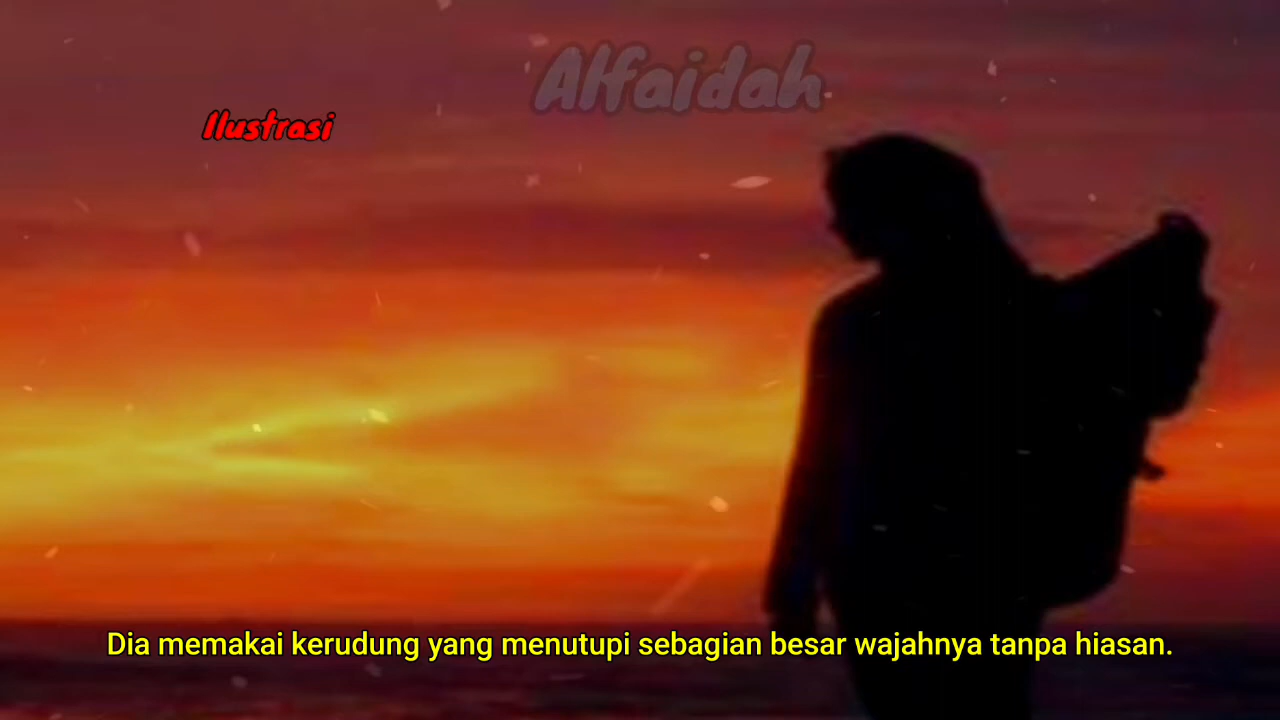 Alfaidah
Ilustrasi
Dia memakai kerudung yang menutupi sebagian besar wajahnya tanpa hiasan.